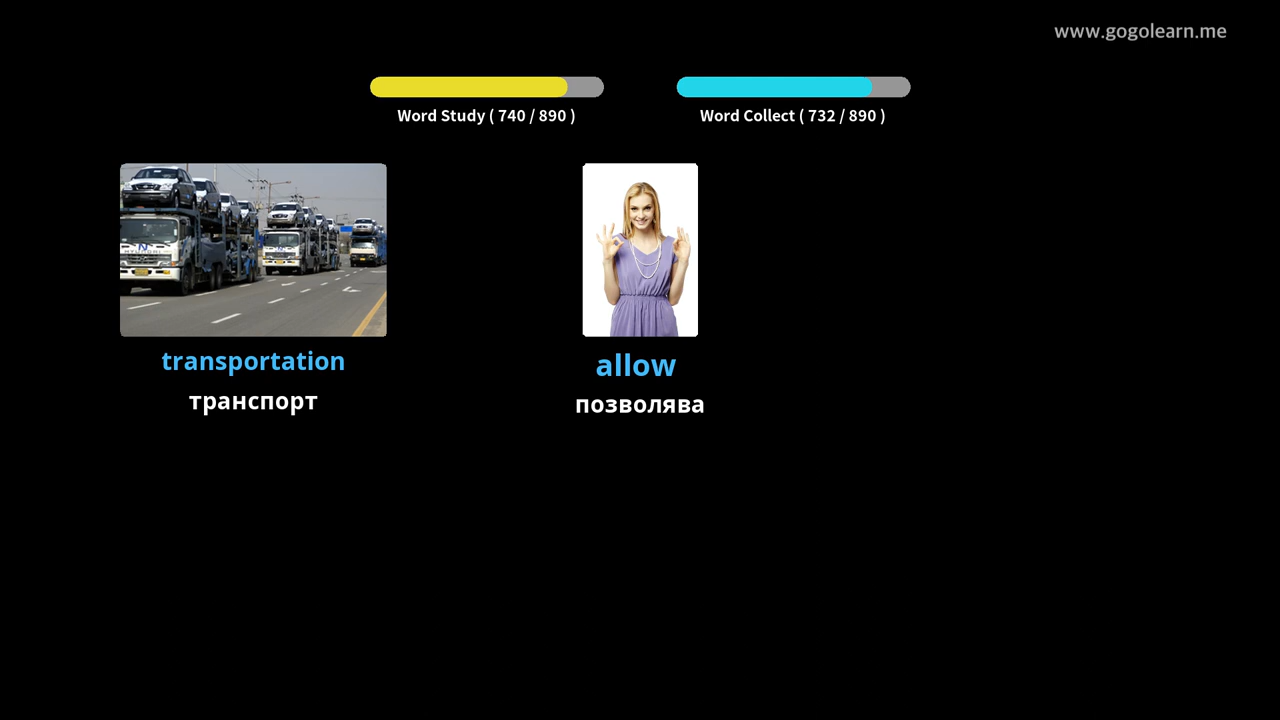 www.gogolearn.me
Word Study ( 740 / 890 )
Word Collect ( 732 / 890 )
transportation
транспорт
allow
позволява